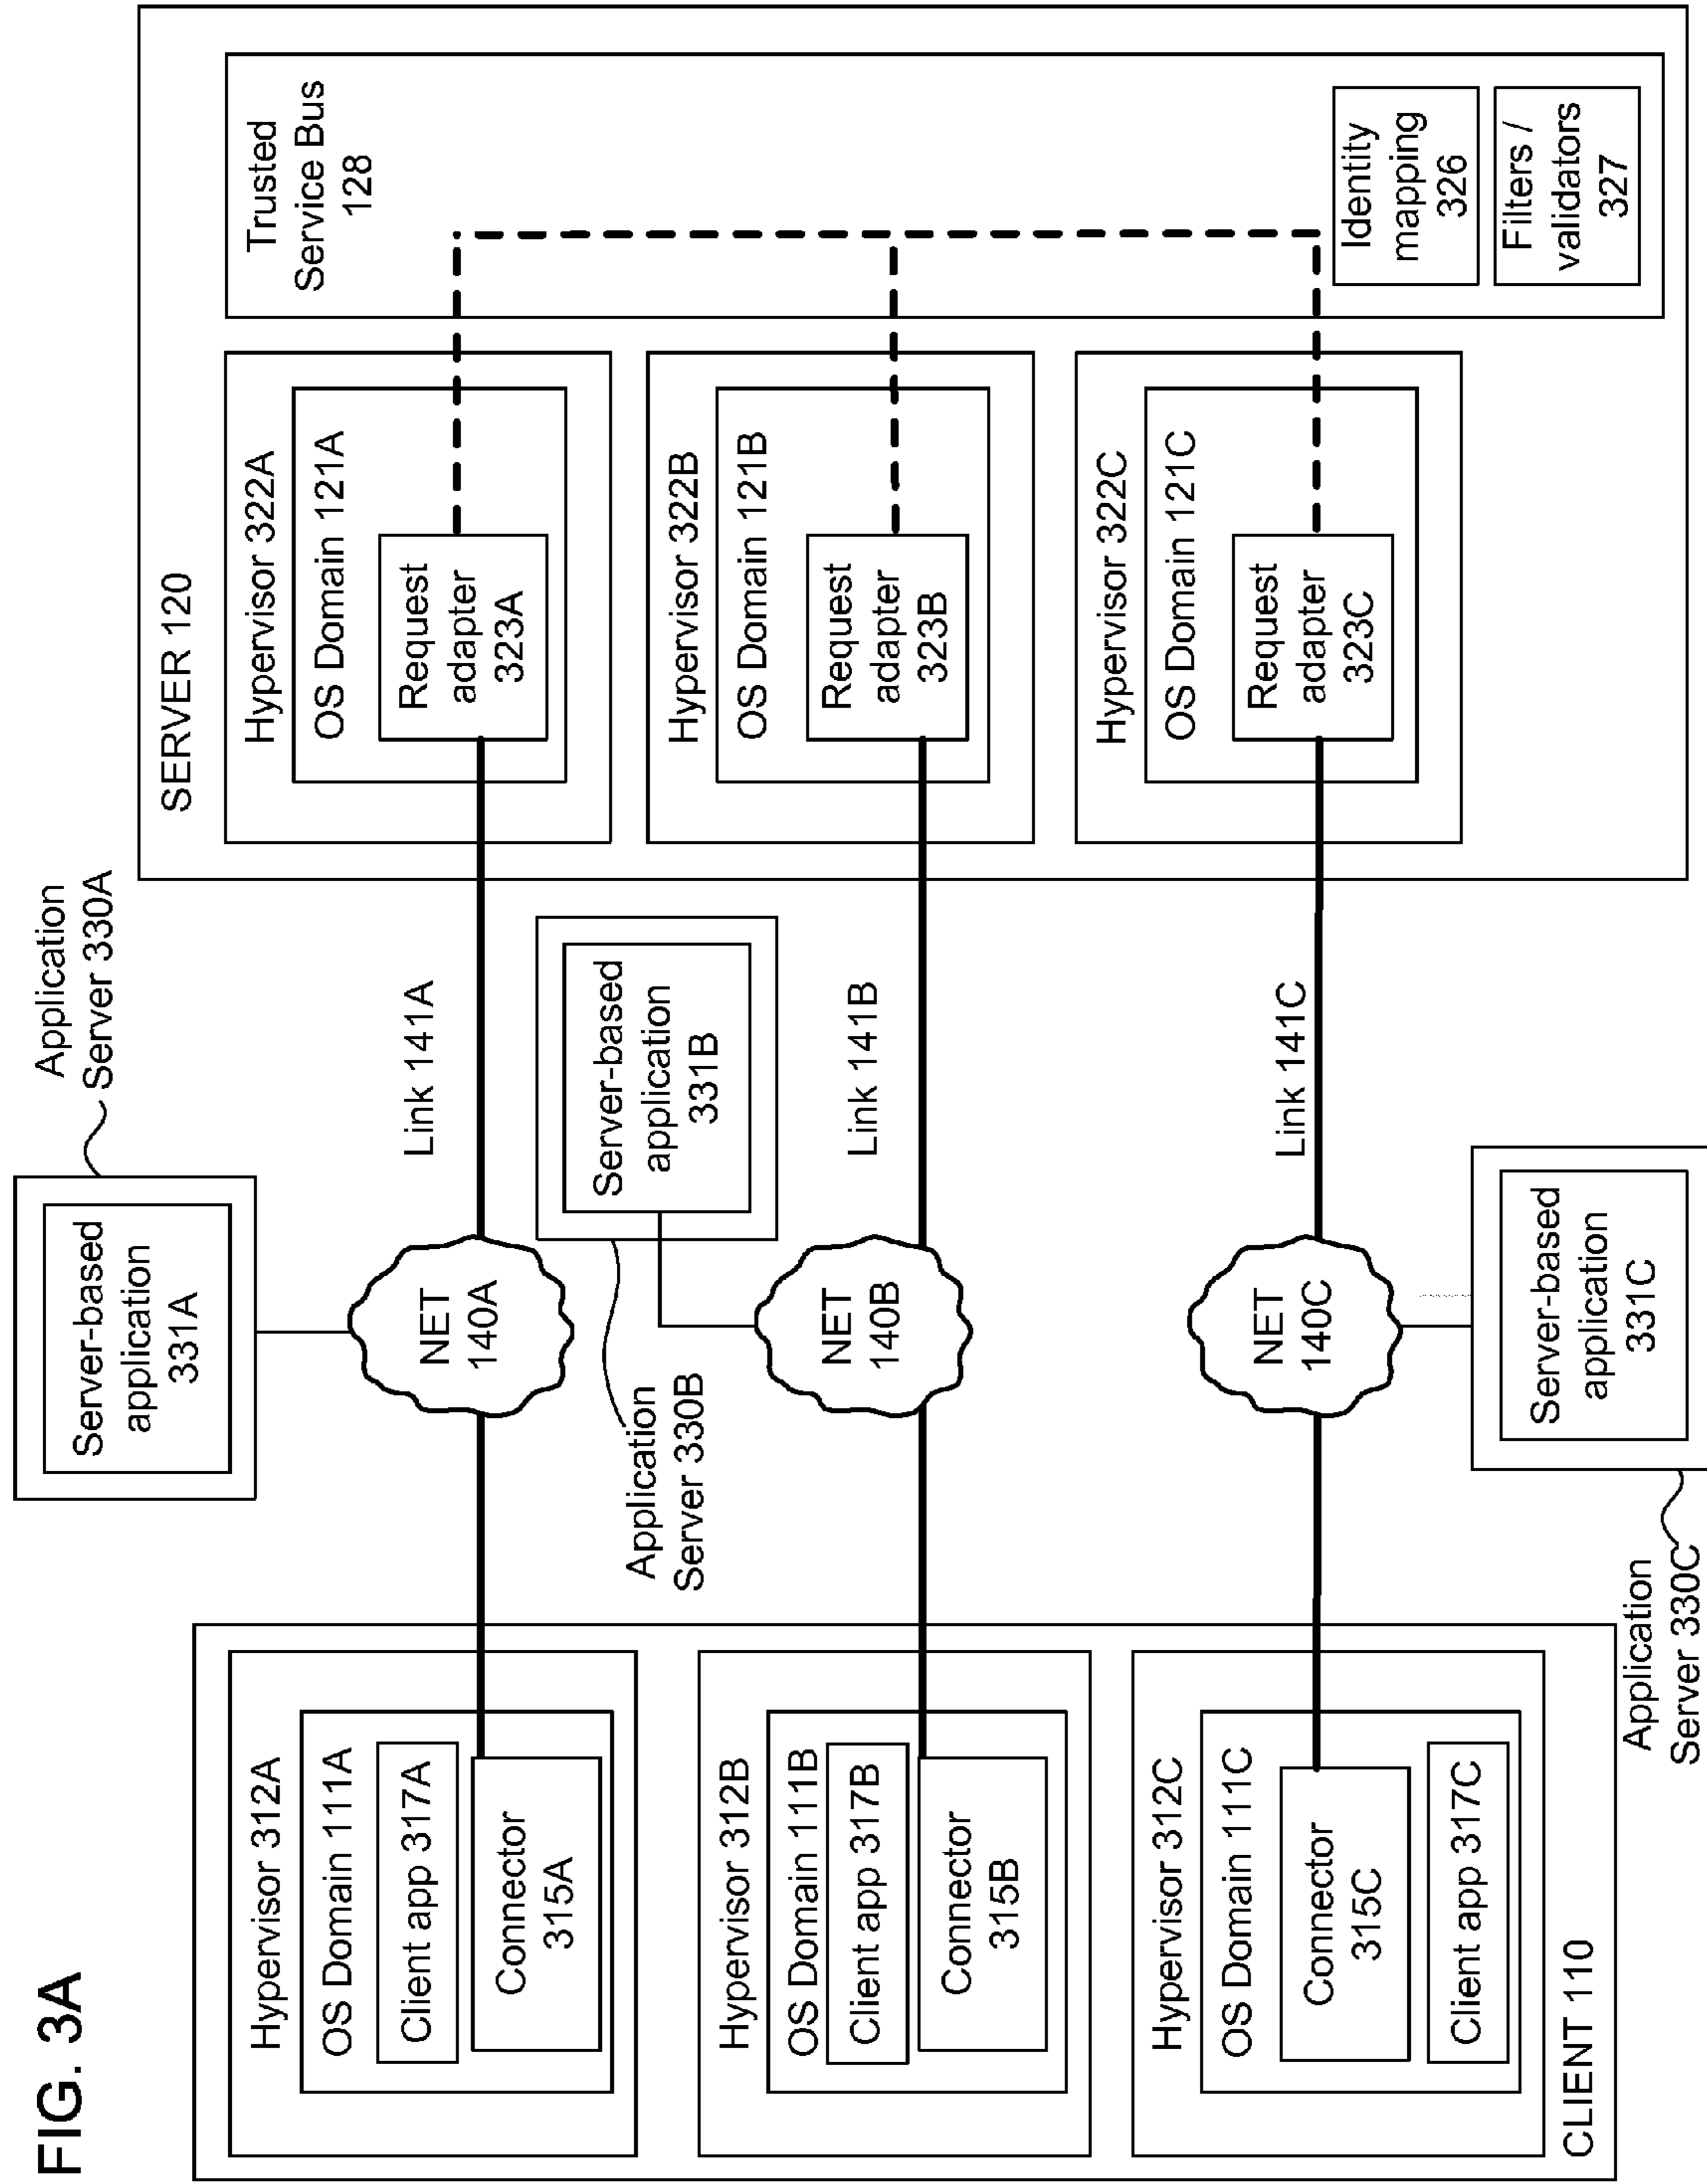 FIG. 3A
Application
Server 330A
Server-based
application
331A
Hypervisor 312A
OS Domain 111A
Client app 317A
Connector
315A
NET
140A
Link 141A
SERVER 120
Hypervisor 322A
OS Domain 121A
Request
adapter
323A
Trusted
Service Bus
128
Application
Server 330B
Server-based
application
331B
Hypervisor 312B
OS Domain 111B
Client app 317B
Connector
315B
NET
140B
Link 141B
Hypervisor 322B
OS Domain 121B
Request
adapter
323B
Hypervisor 312C
OS Domain 111C
Connector
315C
Client app 317C
CLIENT 110
NET
140C
Link 141C
Hypervisor 322C
OS Domain 121C
Request
adapter
323C
Identity
mapping
326
Filters /
validators
327
Server-based
application
331C
Application
Server 330C